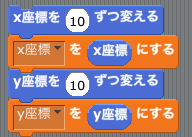 x座標を 10 ずつ変える
x座標 を x座標 にする
y座標を 10 ずつ変える
y座標 を y座標 にする